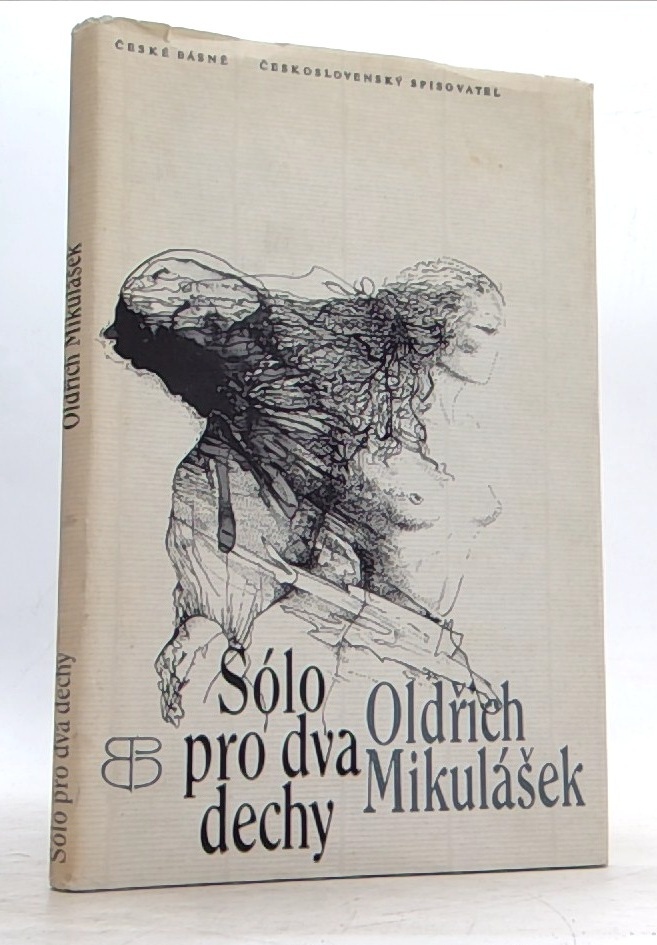 ČESKÉ BÁSNĚ ČESKOSLOVENSKÝ SPISOVATEL
Sólo
pro dva
dechy
Oldřich
Mikulášek
Oldřich Mikulášek
Sólo pro dva dechy